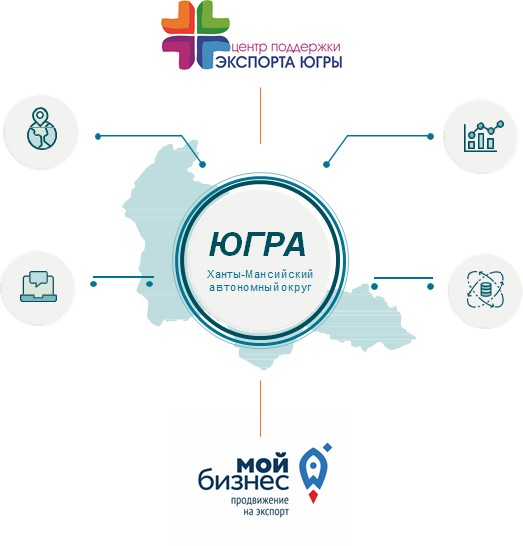 центр поддержки
ЭКСПОРТА ЮГРЫ
ЮГРА
Ханты-Мансийский
автономный округ
мой
бизнес
продвижение
на экспорт